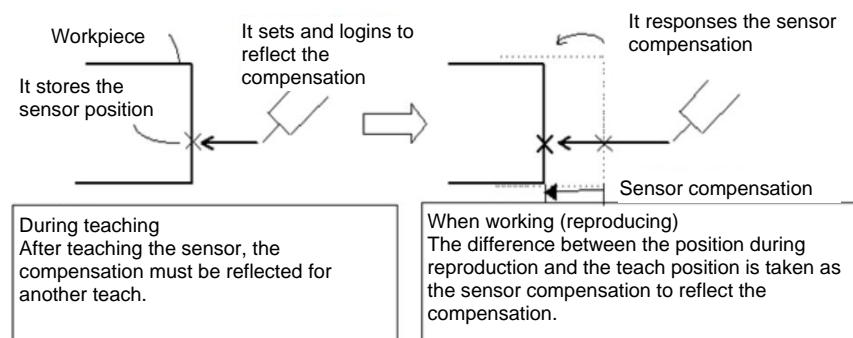 Workpiece
It sets and logins to
reflect the
compensation
It stores the
sensor position
It responses the sensor
compensation
Sensor compensation
During teaching
After teaching the sensor, the
compensation must be reflected for
another teach.
When working (reproducing)
The difference between the position during
reproduction and the teach position is taken as
the sensor compensation to reflect the
compensation.